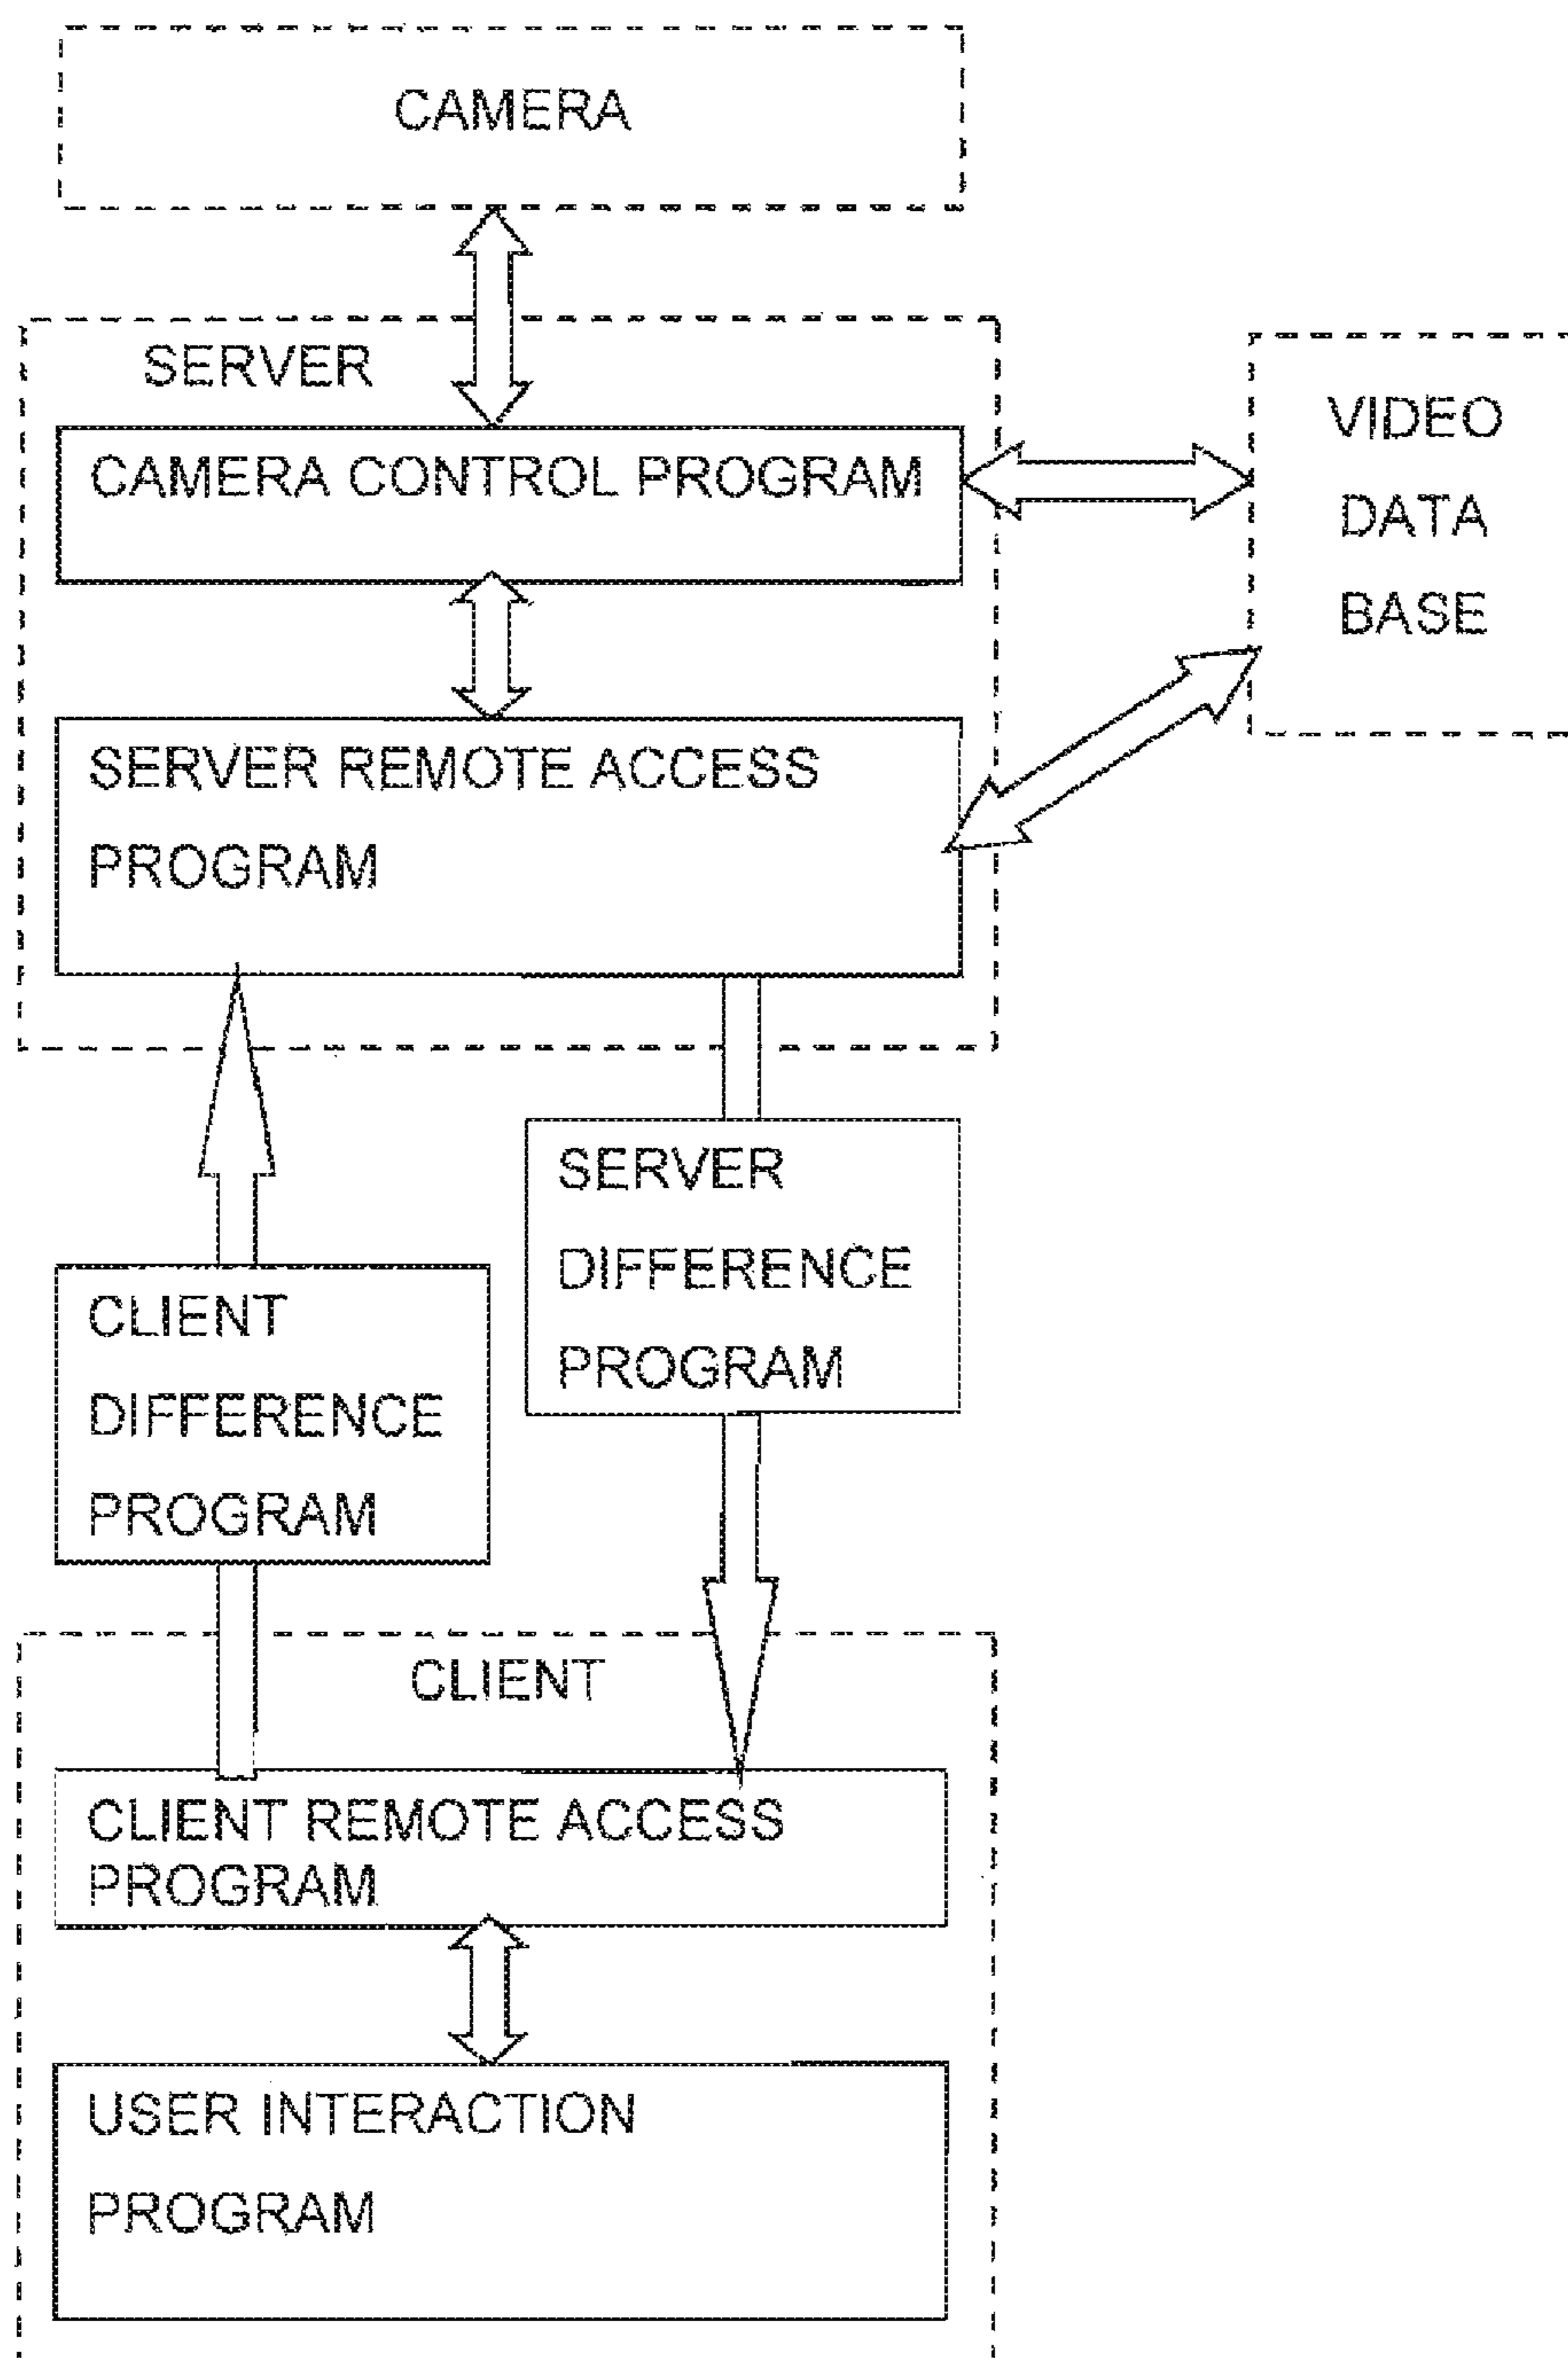 CAMERA
SERVER
CAMERA CONTROL PROGRAM
VIDEO
DATA
BASE
SERVER REMOTE ACCESS
PROGRAM
SERVER
DIFFERENCE
PROGRAM
CLIENT
DIFFERENCE
PROGRAM
CLIENT
CLIENT REMOTE ACCESS
PROGRAM
USER INTERACTION
PROGRAM